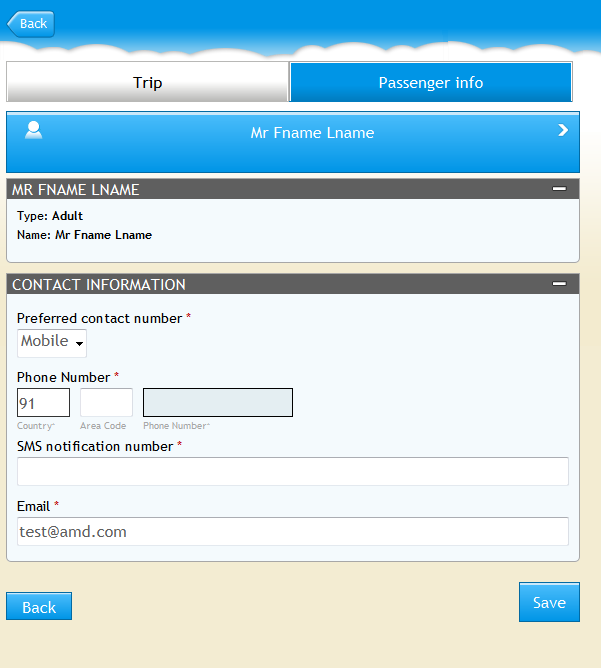 Back
Trip Passenger info
Mr Fname Lname
MR FNAME LNAME
Type: Adult
Name: Mr Fname Lname
CONTACT INFORMATION
Preferred contact number *
Mobile
Phone Number *
91
Country* Area Code Phone Number*
SMS notification number *
Email *
test@amd.com
Back Save